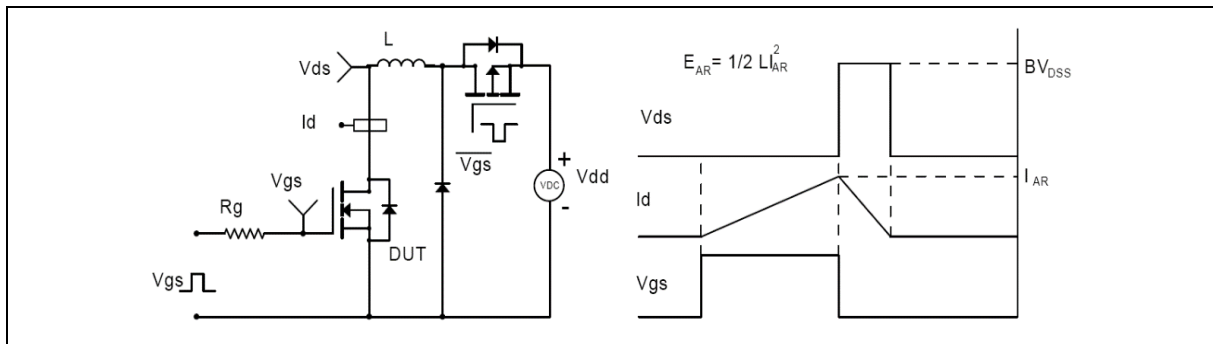 L
Vds
Id
Vgs
Vgs
+
VDC
Vdd
-
Rg
Vgs
DUT
E_AR= 1/2 LI_AR^2
BV_DSS
Vds
I_AR
Id
Vgs